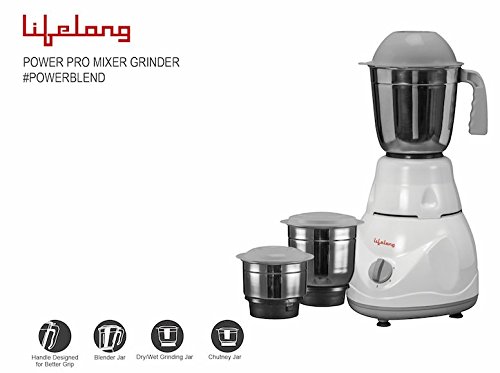 Lifelong
POWER PRO MIXER GRINDER
#POWERBLEND
lifelong
Handle Designed
for Better Grip
Blender Jar
Dry/Wet Grinding Jar
Chutney Jar